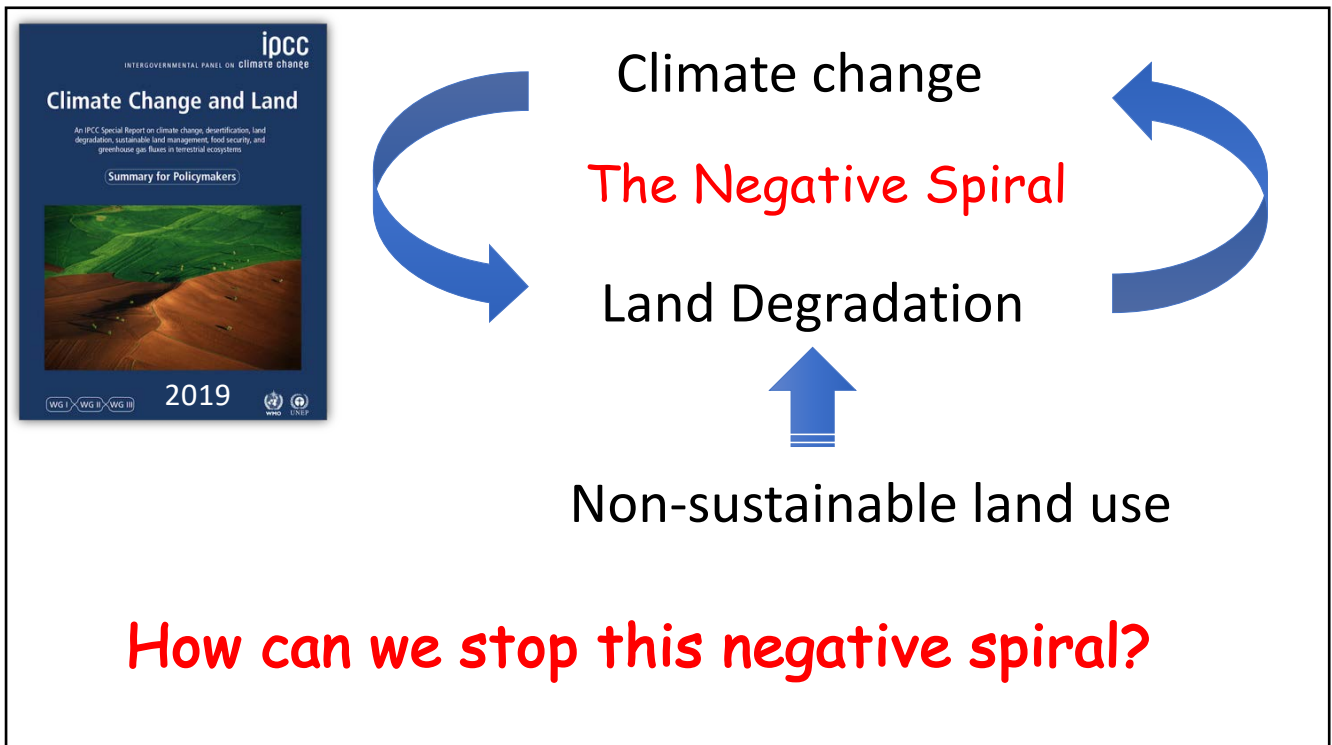 ipcc
INTERGOVERNMENTAL PANEL ON climate change
Climate Change and Land
An IPCC Special Report on climate change, desertification, land
degradation, sustainable land management, food security, and
greenhouse gas fluxes in terrestrial ecosystems
Summary for Policymakers
2019
WG I WG II WG III
WMO UNEP
Climate change
The Negative Spiral
Land Degradation
Non-sustainable land use
How can we stop this negative spiral?